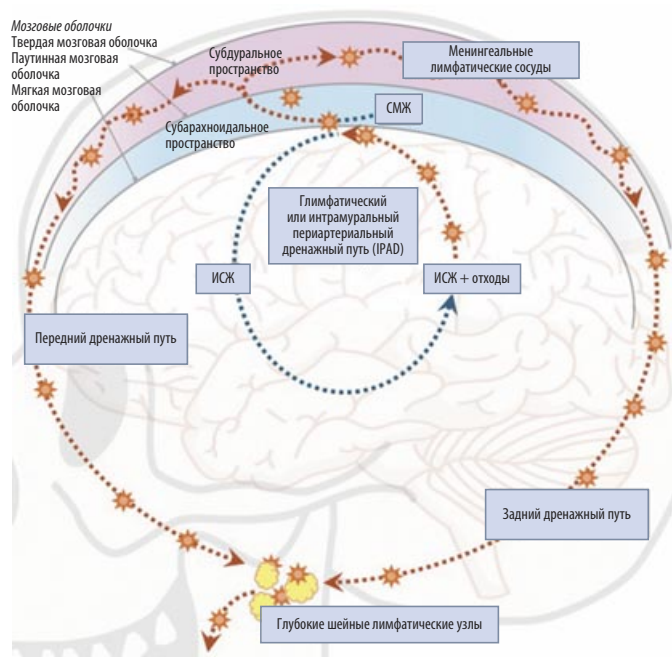 Мозговые оболочки
Твердая мозговая оболочка
Паутинная мозговая
оболочка
Мягкая мозговая
оболочка
Субдуральное
пространство
Менингеальные
лимфатические сосуды
СМЖ
Субарахноидальное
пространство
Глимфатический
или интрамуральный
периартериальный
дренажный путь (IPAD)
ИСЖ
ИСЖ + отходы
Передний дренажный путь
Задний дренажный путь
Глубокие шейные лимфатические узлы